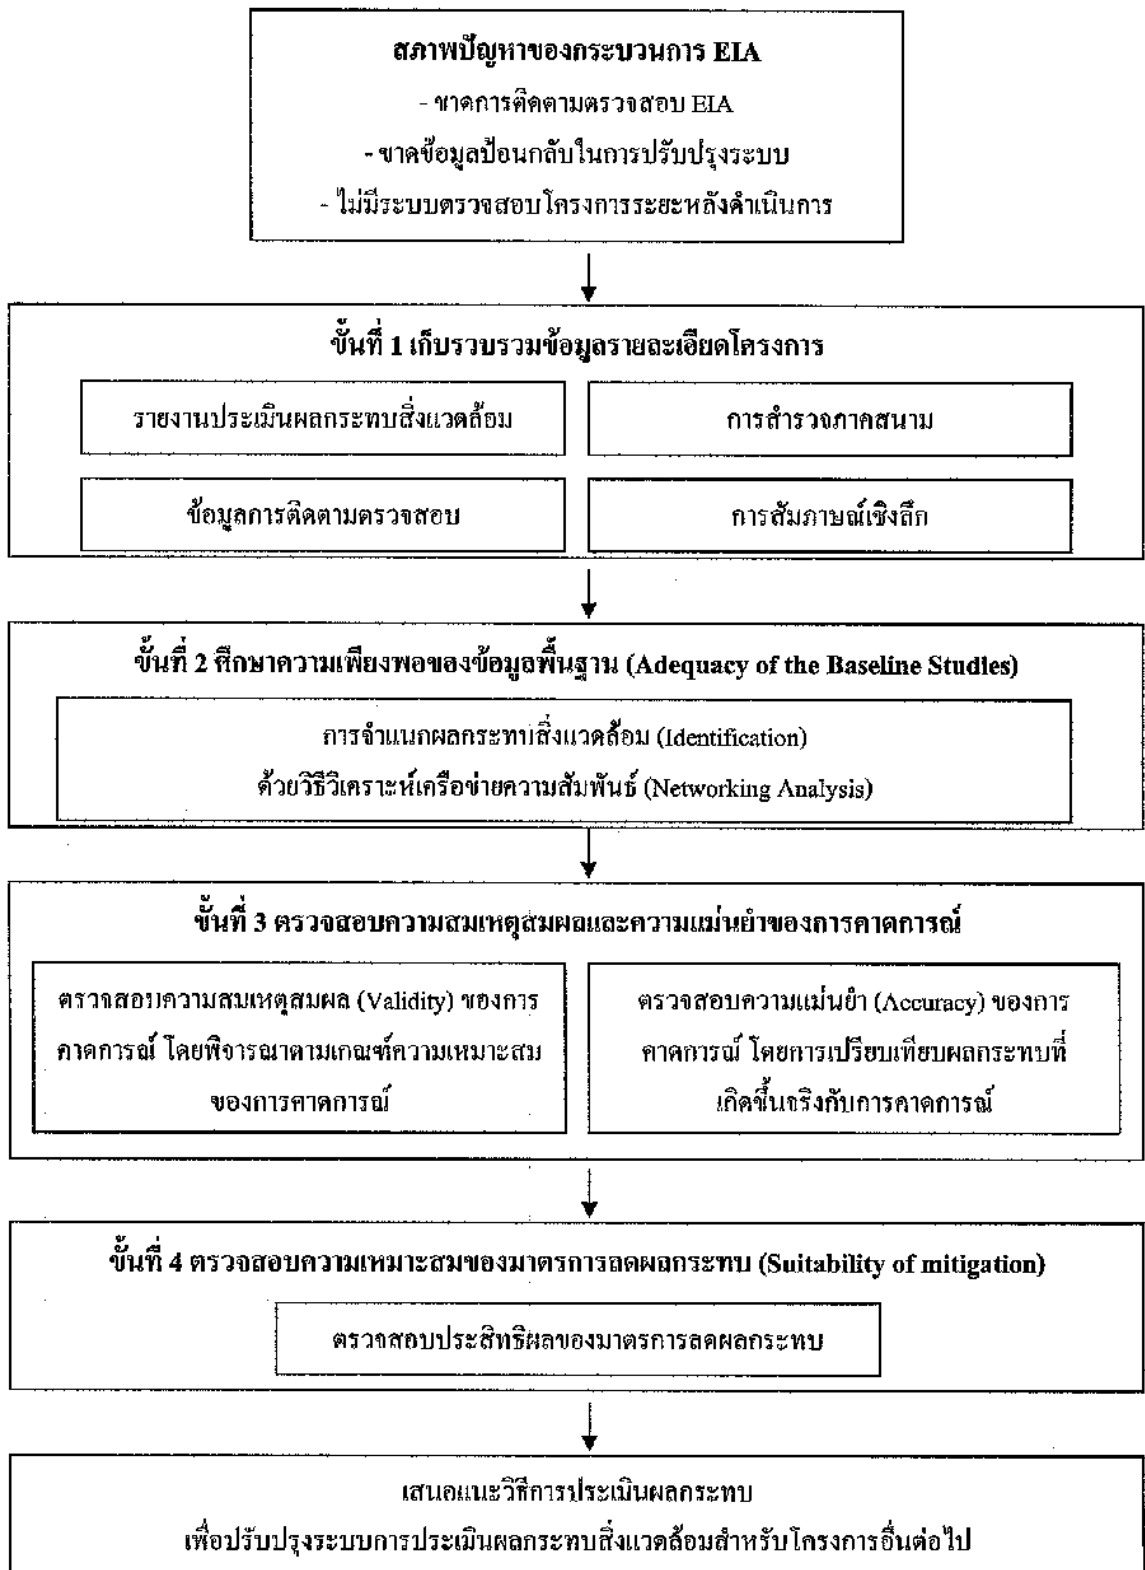 สภาพปัญหาของกระบวนการ EIA
- ขาดการติดตามตรวจสอบ EIA
- ขาดข้อมูลป้อนกลับในการปรับปรุงระบบ
- ไม่มีระบบตรวจสอบโครงการระยะหลังดำเนินการ
ขั้นที่ 1 เก็บรวบรวมข้อมูลรายละเอียดโครงการ
รายงานประเมินผลกระทบสิ่งแวดล้อม
การสำรวจภาคสนาม
ข้อมูลการติดตามตรวจสอบ
การสัมภาษณ์เชิงลึก
ขั้นที่ 2 ศึกษาความเพียงพอของข้อมูลพื้นฐาน (Adequacy of the Baseline Studies)
การจำแนกผลกระทบสิ่งแวดล้อม (Identification)
ด้วยวิธีวิเคราะห์เครือข่ายความสัมพันธ์ (Networking Analysis)
ขั้นที่ 3 ตรวจสอบความสมเหตุสมผลและความแม่นยำของการคาดการณ์
ตรวจสอบความสมเหตุสมผล (Validity) ของการ
คาดการณ์ โดยพิจารณาตามเกณฑ์ความเหมาะสม
ของการคาดการณ์
ตรวจสอบความแม่นยำ (Accuracy) ของการ
คาดการณ์ โดยการเปรียบเทียบผลกระทบที่
เกิดขึ้นจริงกับการคาดการณ์
ขั้นที่ 4 ตรวจสอบความเหมาะสมของมาตรการลดผลกระทบ (Suitability of mitigation)
ตรวจสอบประสิทธิผลของมาตรการลดผลกระทบ
เสนอแนะวิธีการประเมินผลกระทบ
เพื่อปรับปรุงระบบการประเมินผลกระทบสิ่งแวดล้อมสำหรับโครงการอื่นต่อไป